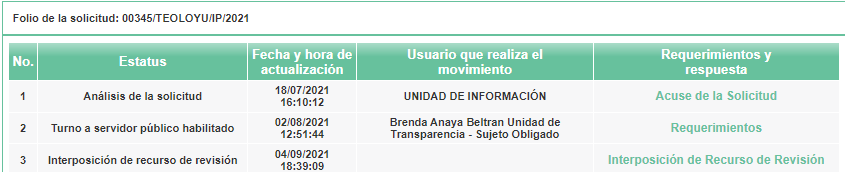 Folio de la solicitud: 00345/TEOLOYU/IP/2021
No. Estatus Fecha y hora de actualización Usuario que realiza el movimiento Requerimientos y respuesta
1 Análisis de la solicitud 18/07/2021 16:10:12 UNIDAD DE INFORMACIÓN Acuse de la Solicitud
2 Turno a servidor público habilitado 02/08/2021 12:51:44 Brenda Anaya Beltran Unidad de Transparencia - Sujeto Obligado Requerimientos
3 Interposición de recurso de revisión 04/09/2021 18:39:09 Interposición de Recurso de Revisión